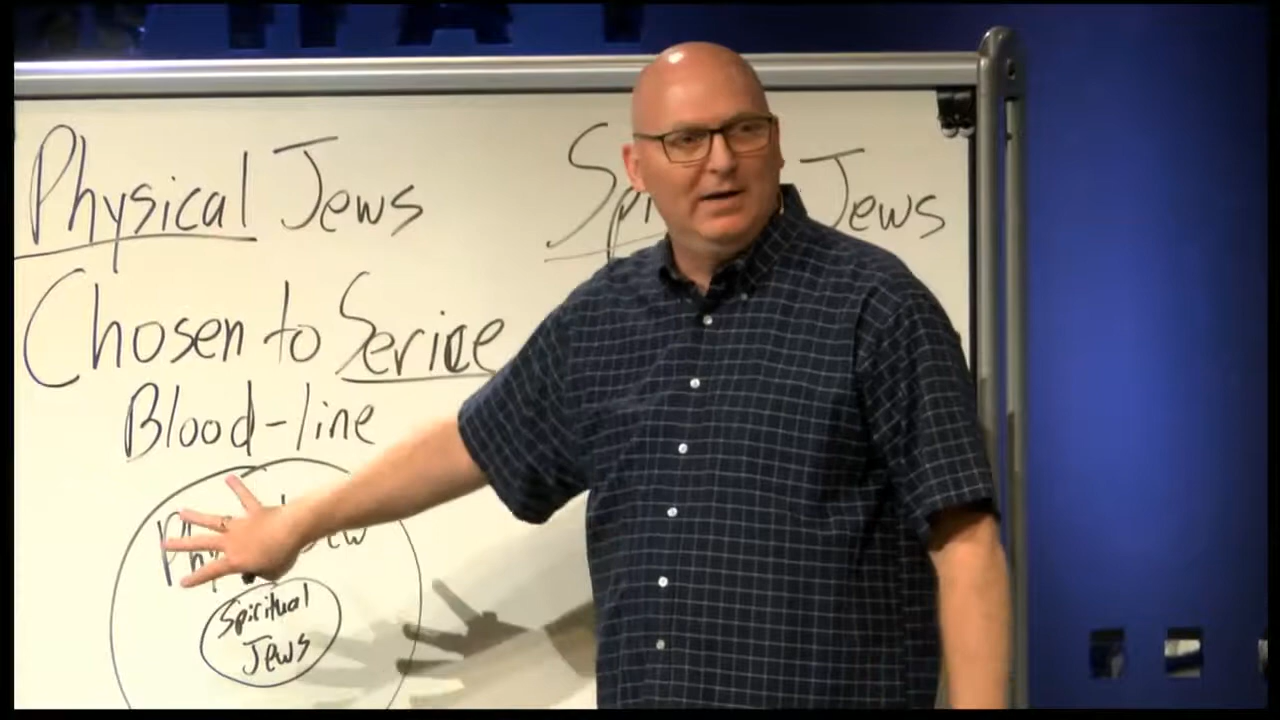 Physical Jews
Jews
Chosen to Serice
Blood-line
Spiritual
Jews